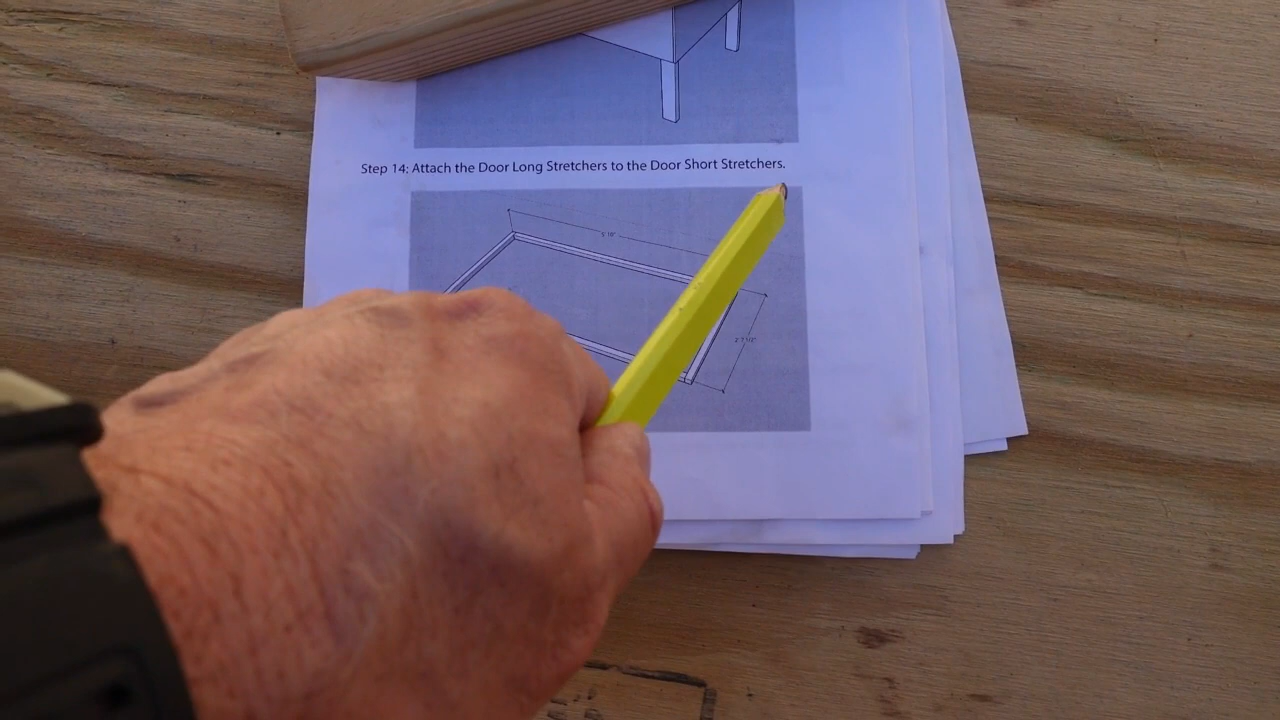 Step 14: Attach the Door Long Stretchers to the Door Short Stretchers.